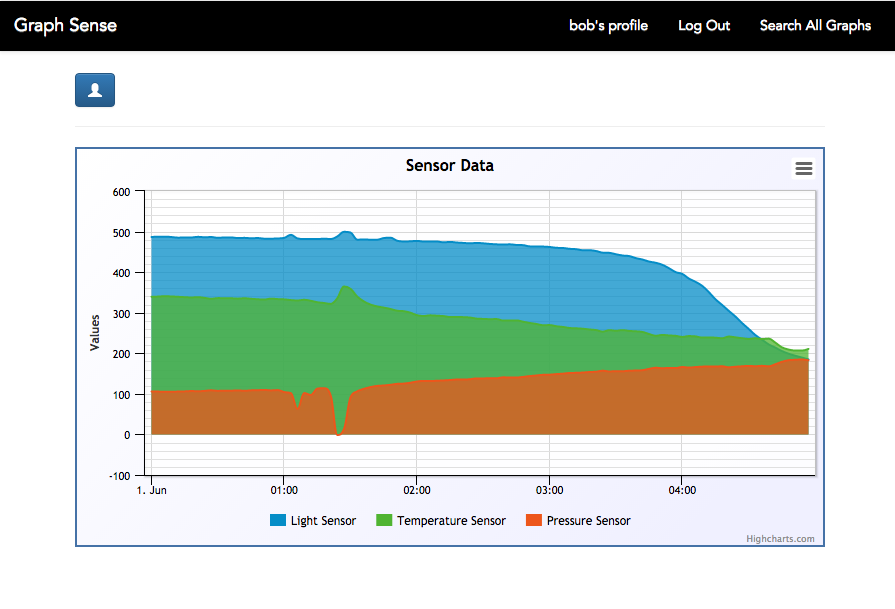 Graph Sense bob's profile Log Out Search All Graphs
Sensor Data
600
500
400
300
200
100
0
-100
Values
1. Jun 01:00 02:00 03:00 04:00
Light Sensor Temperature Sensor Pressure Sensor
Highcharts.com